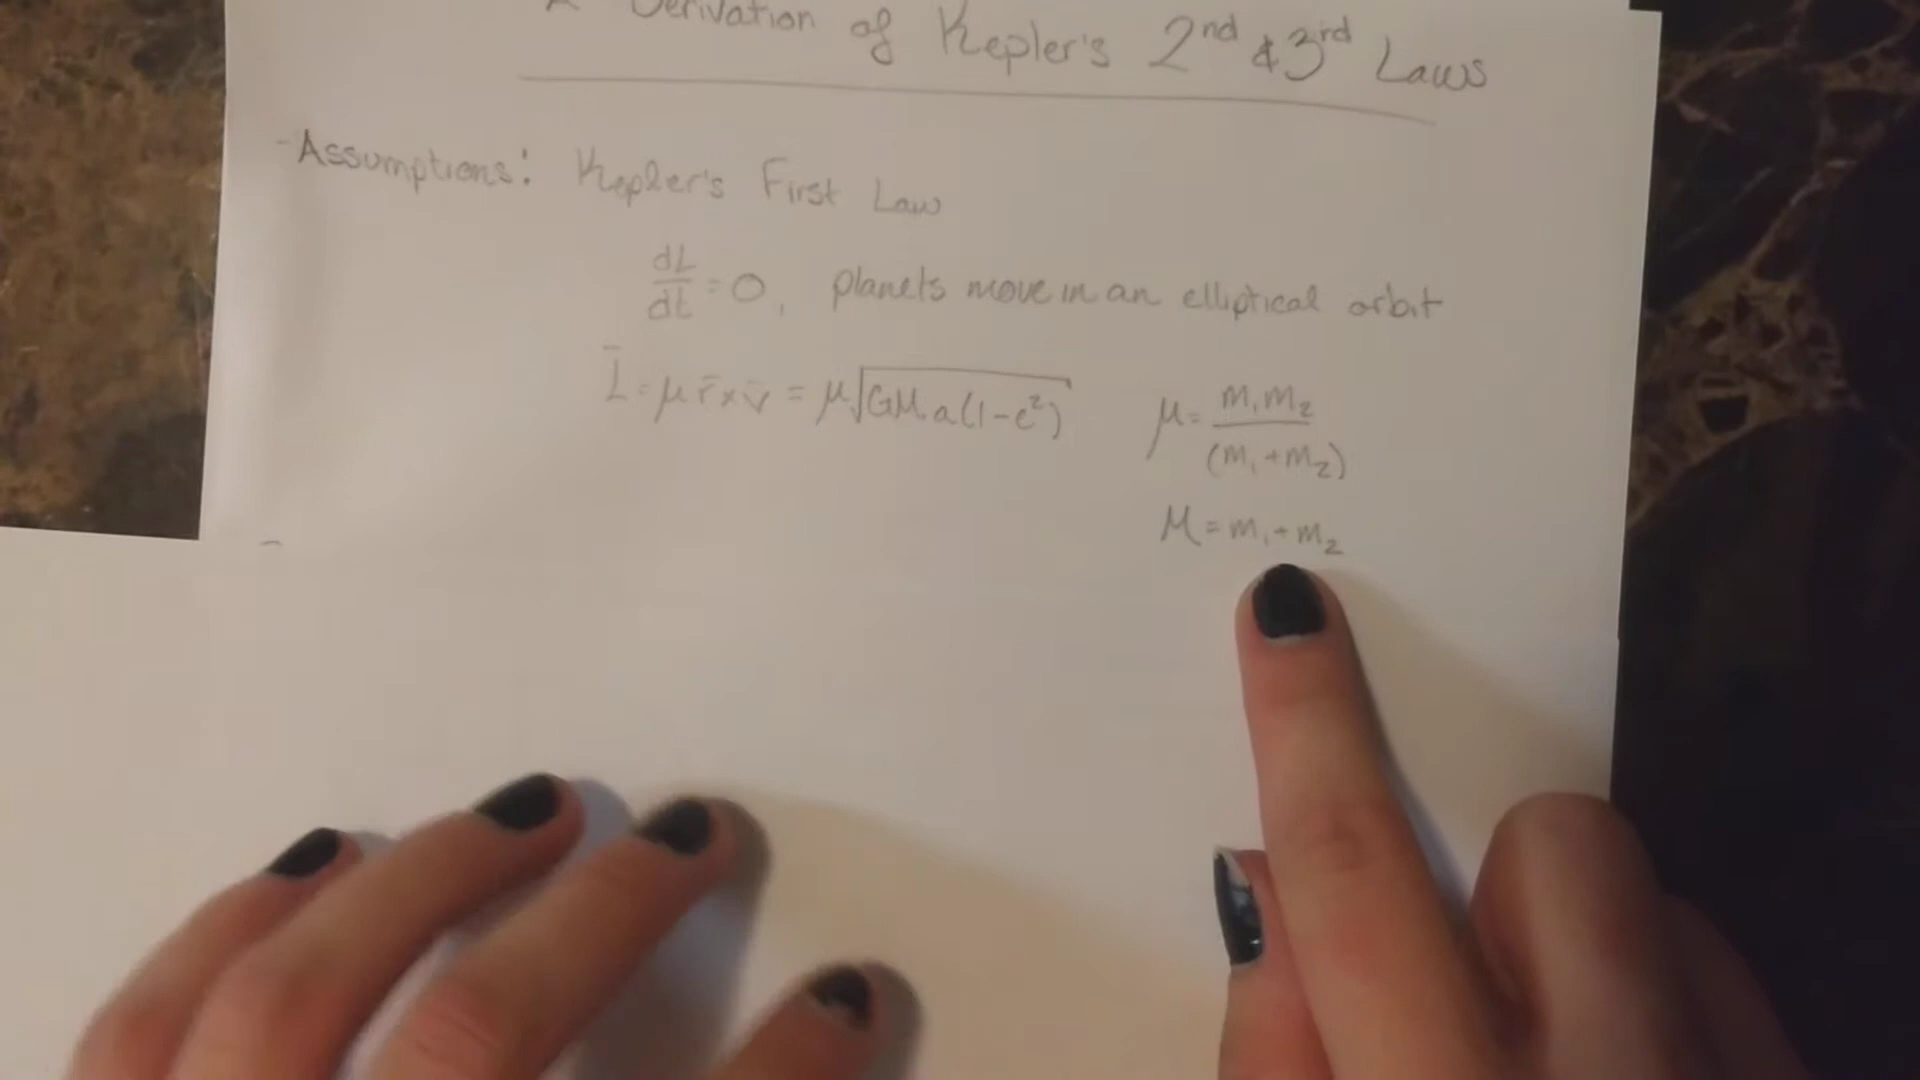 Derivation of Kepler's 2nd & 3rd Laws
- Assumptions: Kepler's First Law
dL/dt = 0, planets move in an elliptical orbit
L̄ = μ r̄ × v̄ = μ√(GMa(1-e²)) μ = m₁m₂/(m₁+m₂)
M = m₁+m₂